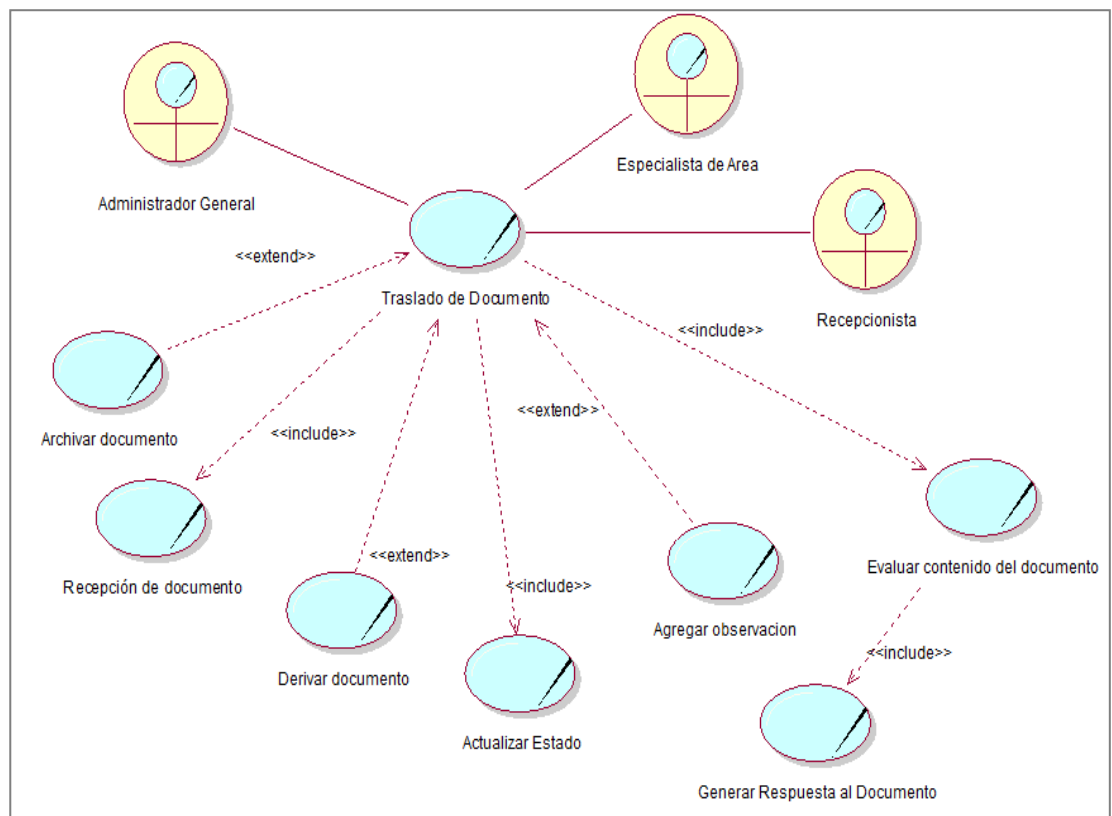 Especialista de Area
Administrador General
<<extend>>
Traslado de Documento
Recepcionista
<<include>>
<<extend>>
Archivar documento
<<include>>
Evaluar contenido del documento
<<extend>>
Recepción de documento
<<include>>
Agregar observacion
<<include>>
Derivar documento
Actualizar Estado
Generar Respuesta al Documento